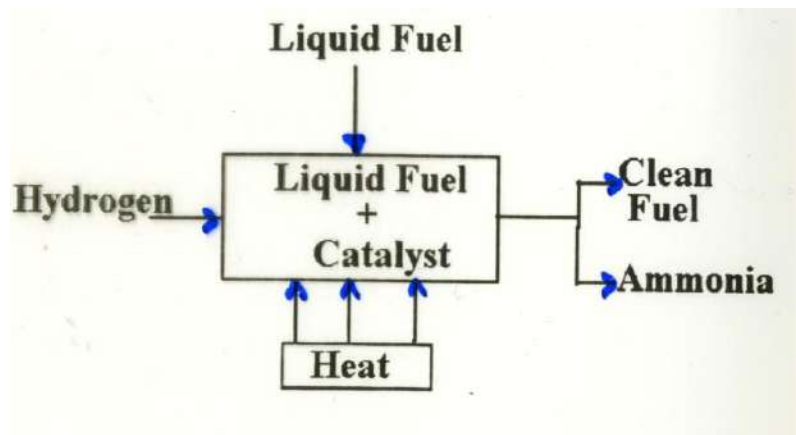 Liquid Fuel
Hydrogen
Liquid Fuel
+
Catalyst
Clean
Fuel
Ammonia
Heat